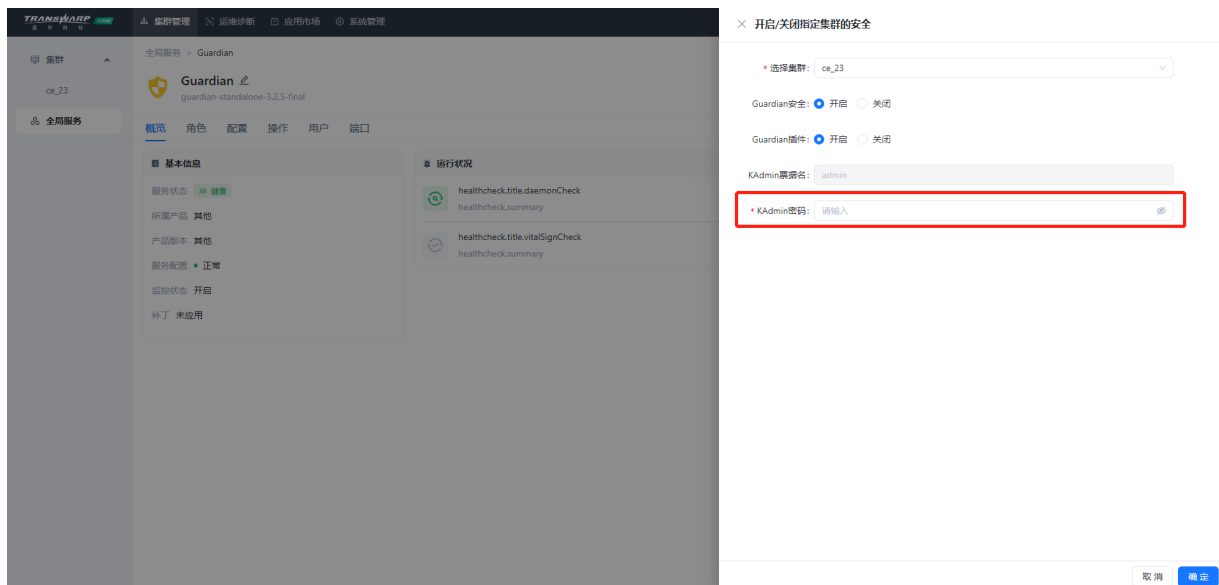 TRANSWARP
星 环 科 技
集群管理
运维诊断
应用市场
系统管理
集群
ce_23
全局服务
全局服务 > Guardian
Guardian
guardian-standalone-3.2.5-final
概览
角色
配置
操作
用户
端口
基本信息
服务状态 健康
所属产品 其他
产品版本 其他
服务配置 正常
监控状态 开启
补丁 未应用
运行状况
healthcheck.title.daemonCheck
healthcheck.summary
healthcheck.title.vitalSignCheck
healthcheck.summary
开启/关闭指定集群的安全
* 选择集群: ce_23
Guardian安全: 开启 关闭
Guardian插件: 开启 关闭
KAdmin票据名: admin
* KAdmin密码: 请输入
取 消
确 定